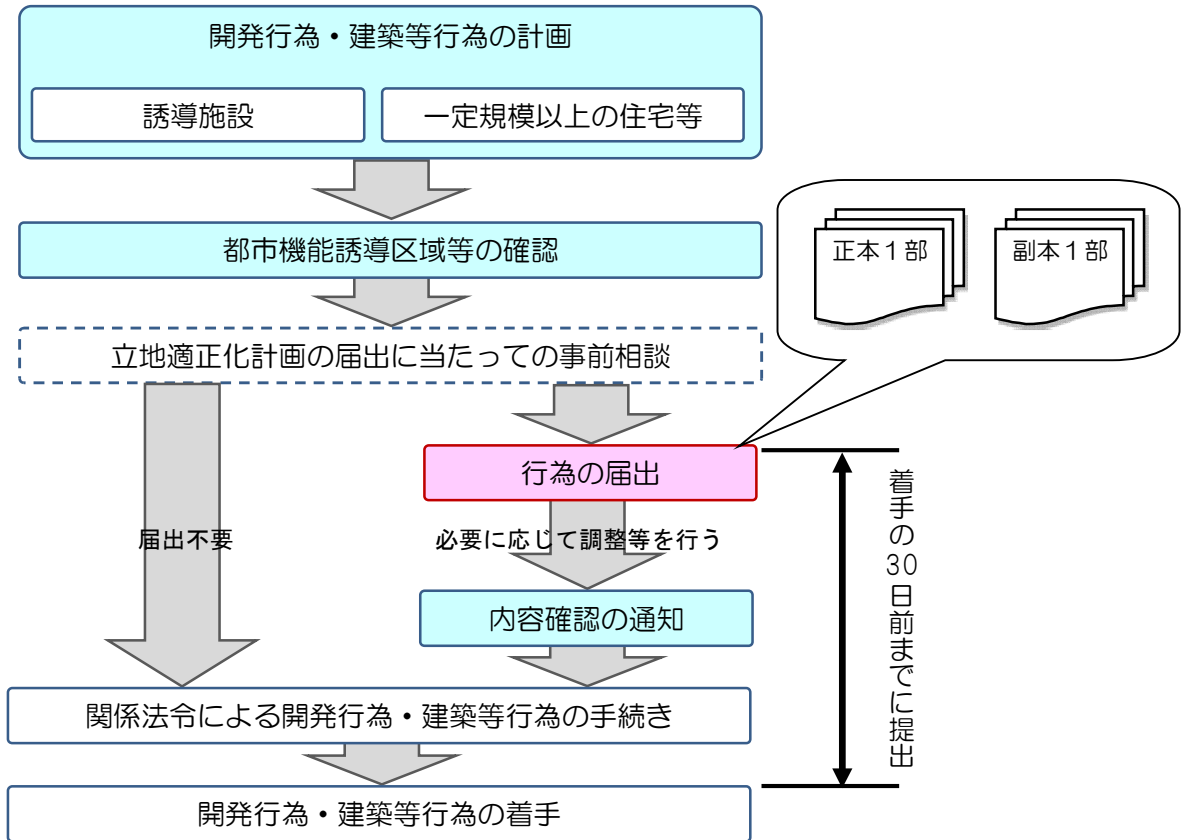 開発行為・建築等行為の計画
誘導施設
一定規模以上の住宅等
都市機能誘導区域等の確認
正本１部
副本１部
立地適正化計画の届出に当たっての事前相談
行為の届出
届出不要
必要に応じて調整等を行う
着手の30日前までに提出
内容確認の通知
関係法令による開発行為・建築等行為の手続き
開発行為・建築等行為の着手